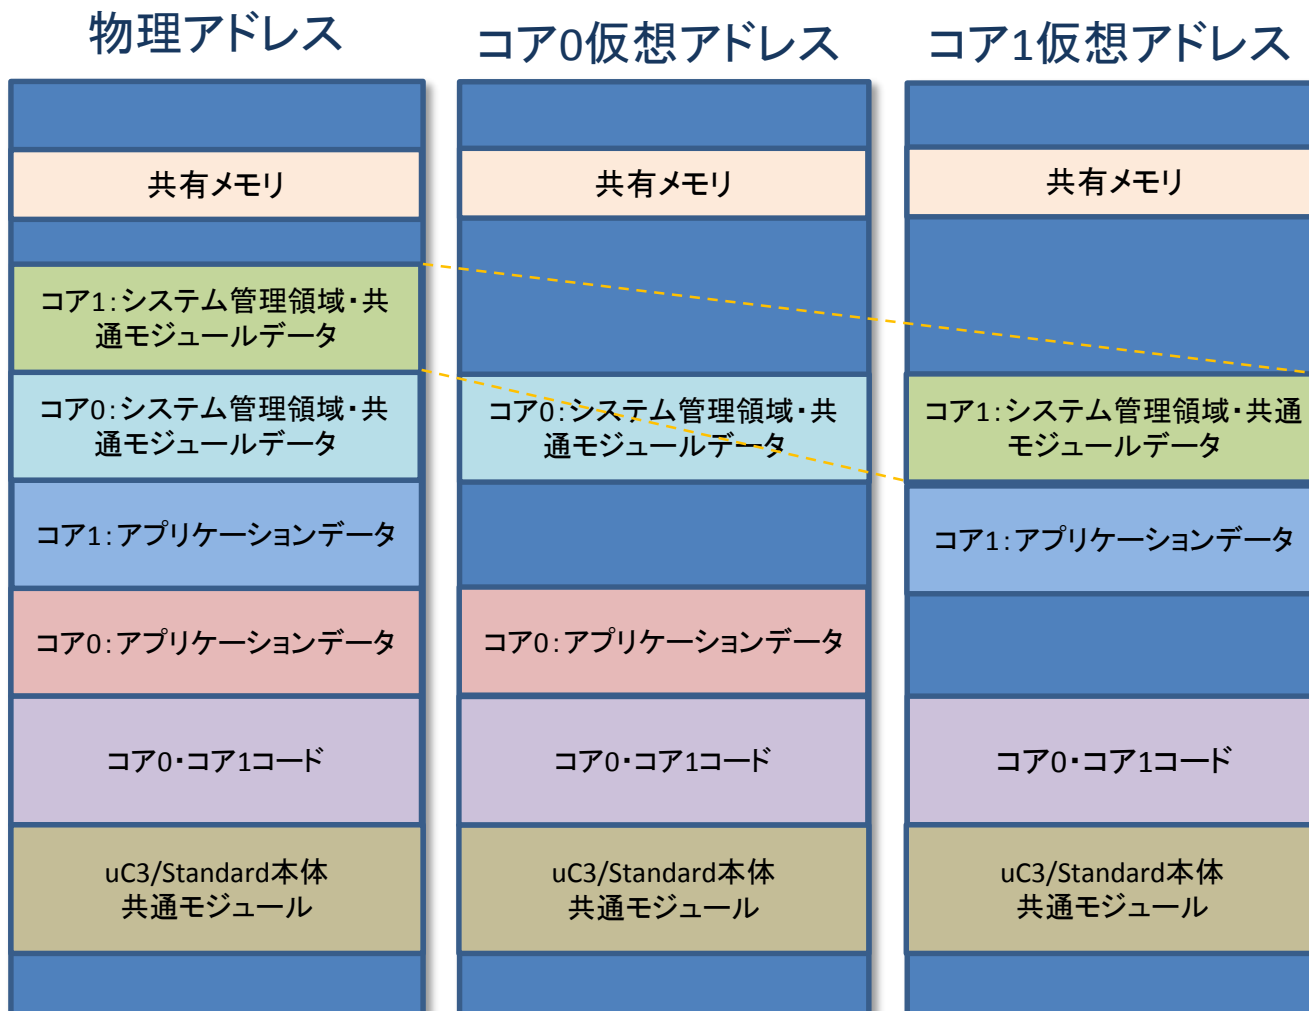 物理アドレス
コア0仮想アドレス
コア1仮想アドレス
共有メモリ
コア1：システム管理領域・共
通モジュールデータ
コア0：システム管理領域・共
通モジュールデータ
コア1：アプリケーションデータ
コア0：アプリケーションデータ
コア0・コア1コード
uC3/Standard本体
共通モジュール
共有メモリ
コア0：システム管理領域・共
通モジュールデータ
コア0：アプリケーションデータ
コア0・コア1コード
uC3/Standard本体
共通モジュール
共有メモリ
コア1：システム管理領域・共通
モジュールデータ
コア1：アプリケーションデータ
コア0・コア1コード
uC3/Standard本体
共通モジュール